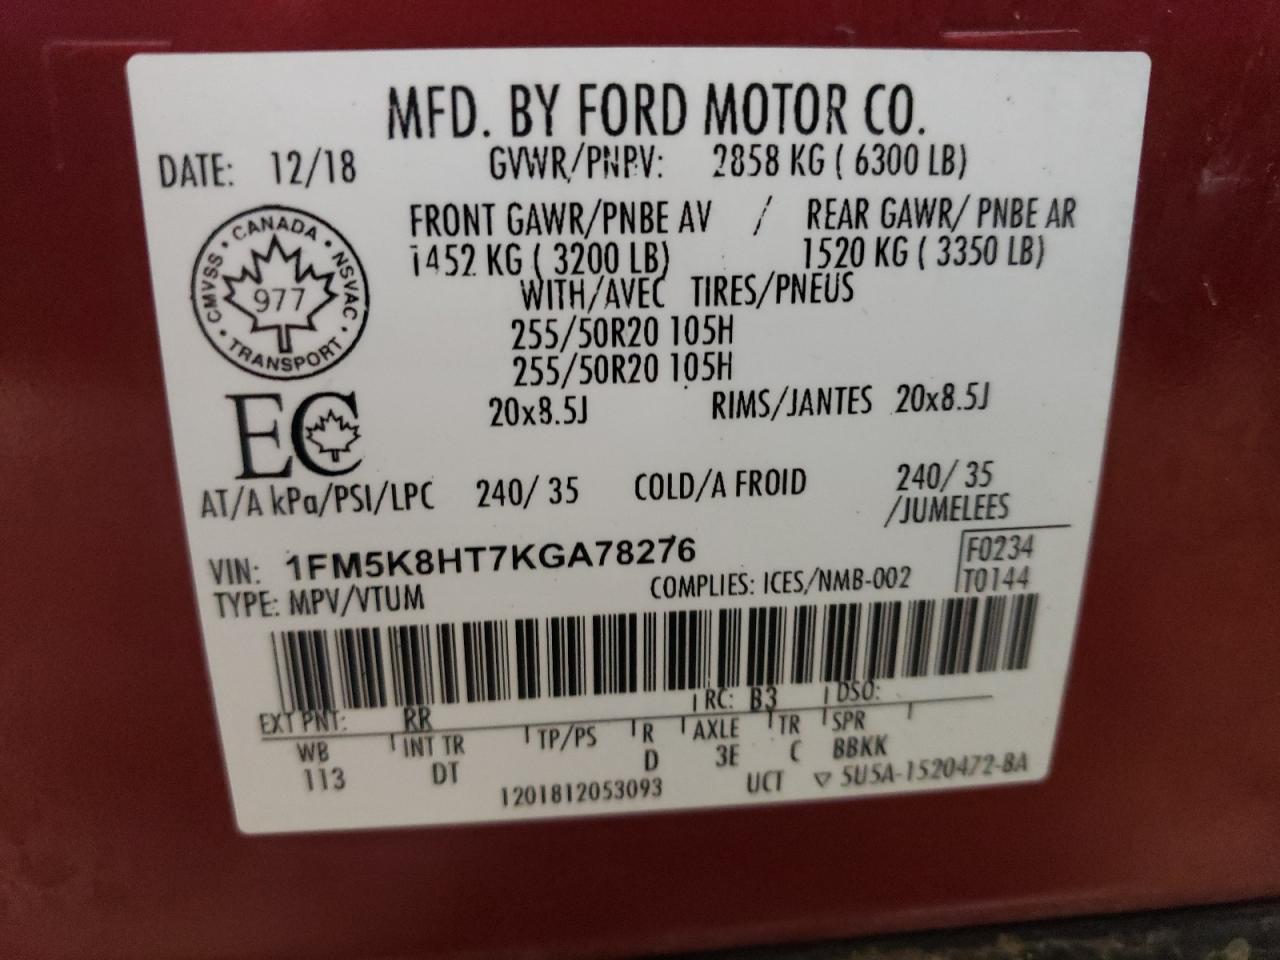 MFD. BY FORD MOTOR CO.
DATE: 12/18 GVWR/PNPV: 2858 KG ( 6300 LB)
FRONT GAWR/PNBE AV / REAR GAWR/ PNBE AR
1452 KG ( 3200 LB) 1520 KG ( 3350 LB)
WITH/AVEC TIRES/PNEUS
255/50R20 105H
255/50R20 105H
20x8.5J RIMS/JANTES 20x8.5J
CANADA
CMVSS • NSVAC
977
TRANSPORT
EC
AT/A kPa/PSI/LPC 240/ 35 COLD/A FROID 240/ 35
/JUMELEES
VIN: 1FM5K8HT7KGA78276 F0234
TYPE: MPV/VTUM COMPLIES: ICES/NMB-002 T0144
EXT PNT: RR RC: B3 DSO:
WB INT TR TP/PS R AXLE TR SPR
113 DT D 3E C BBKK
1201812053093 UCT ▽ 5U5A-1520472-BA